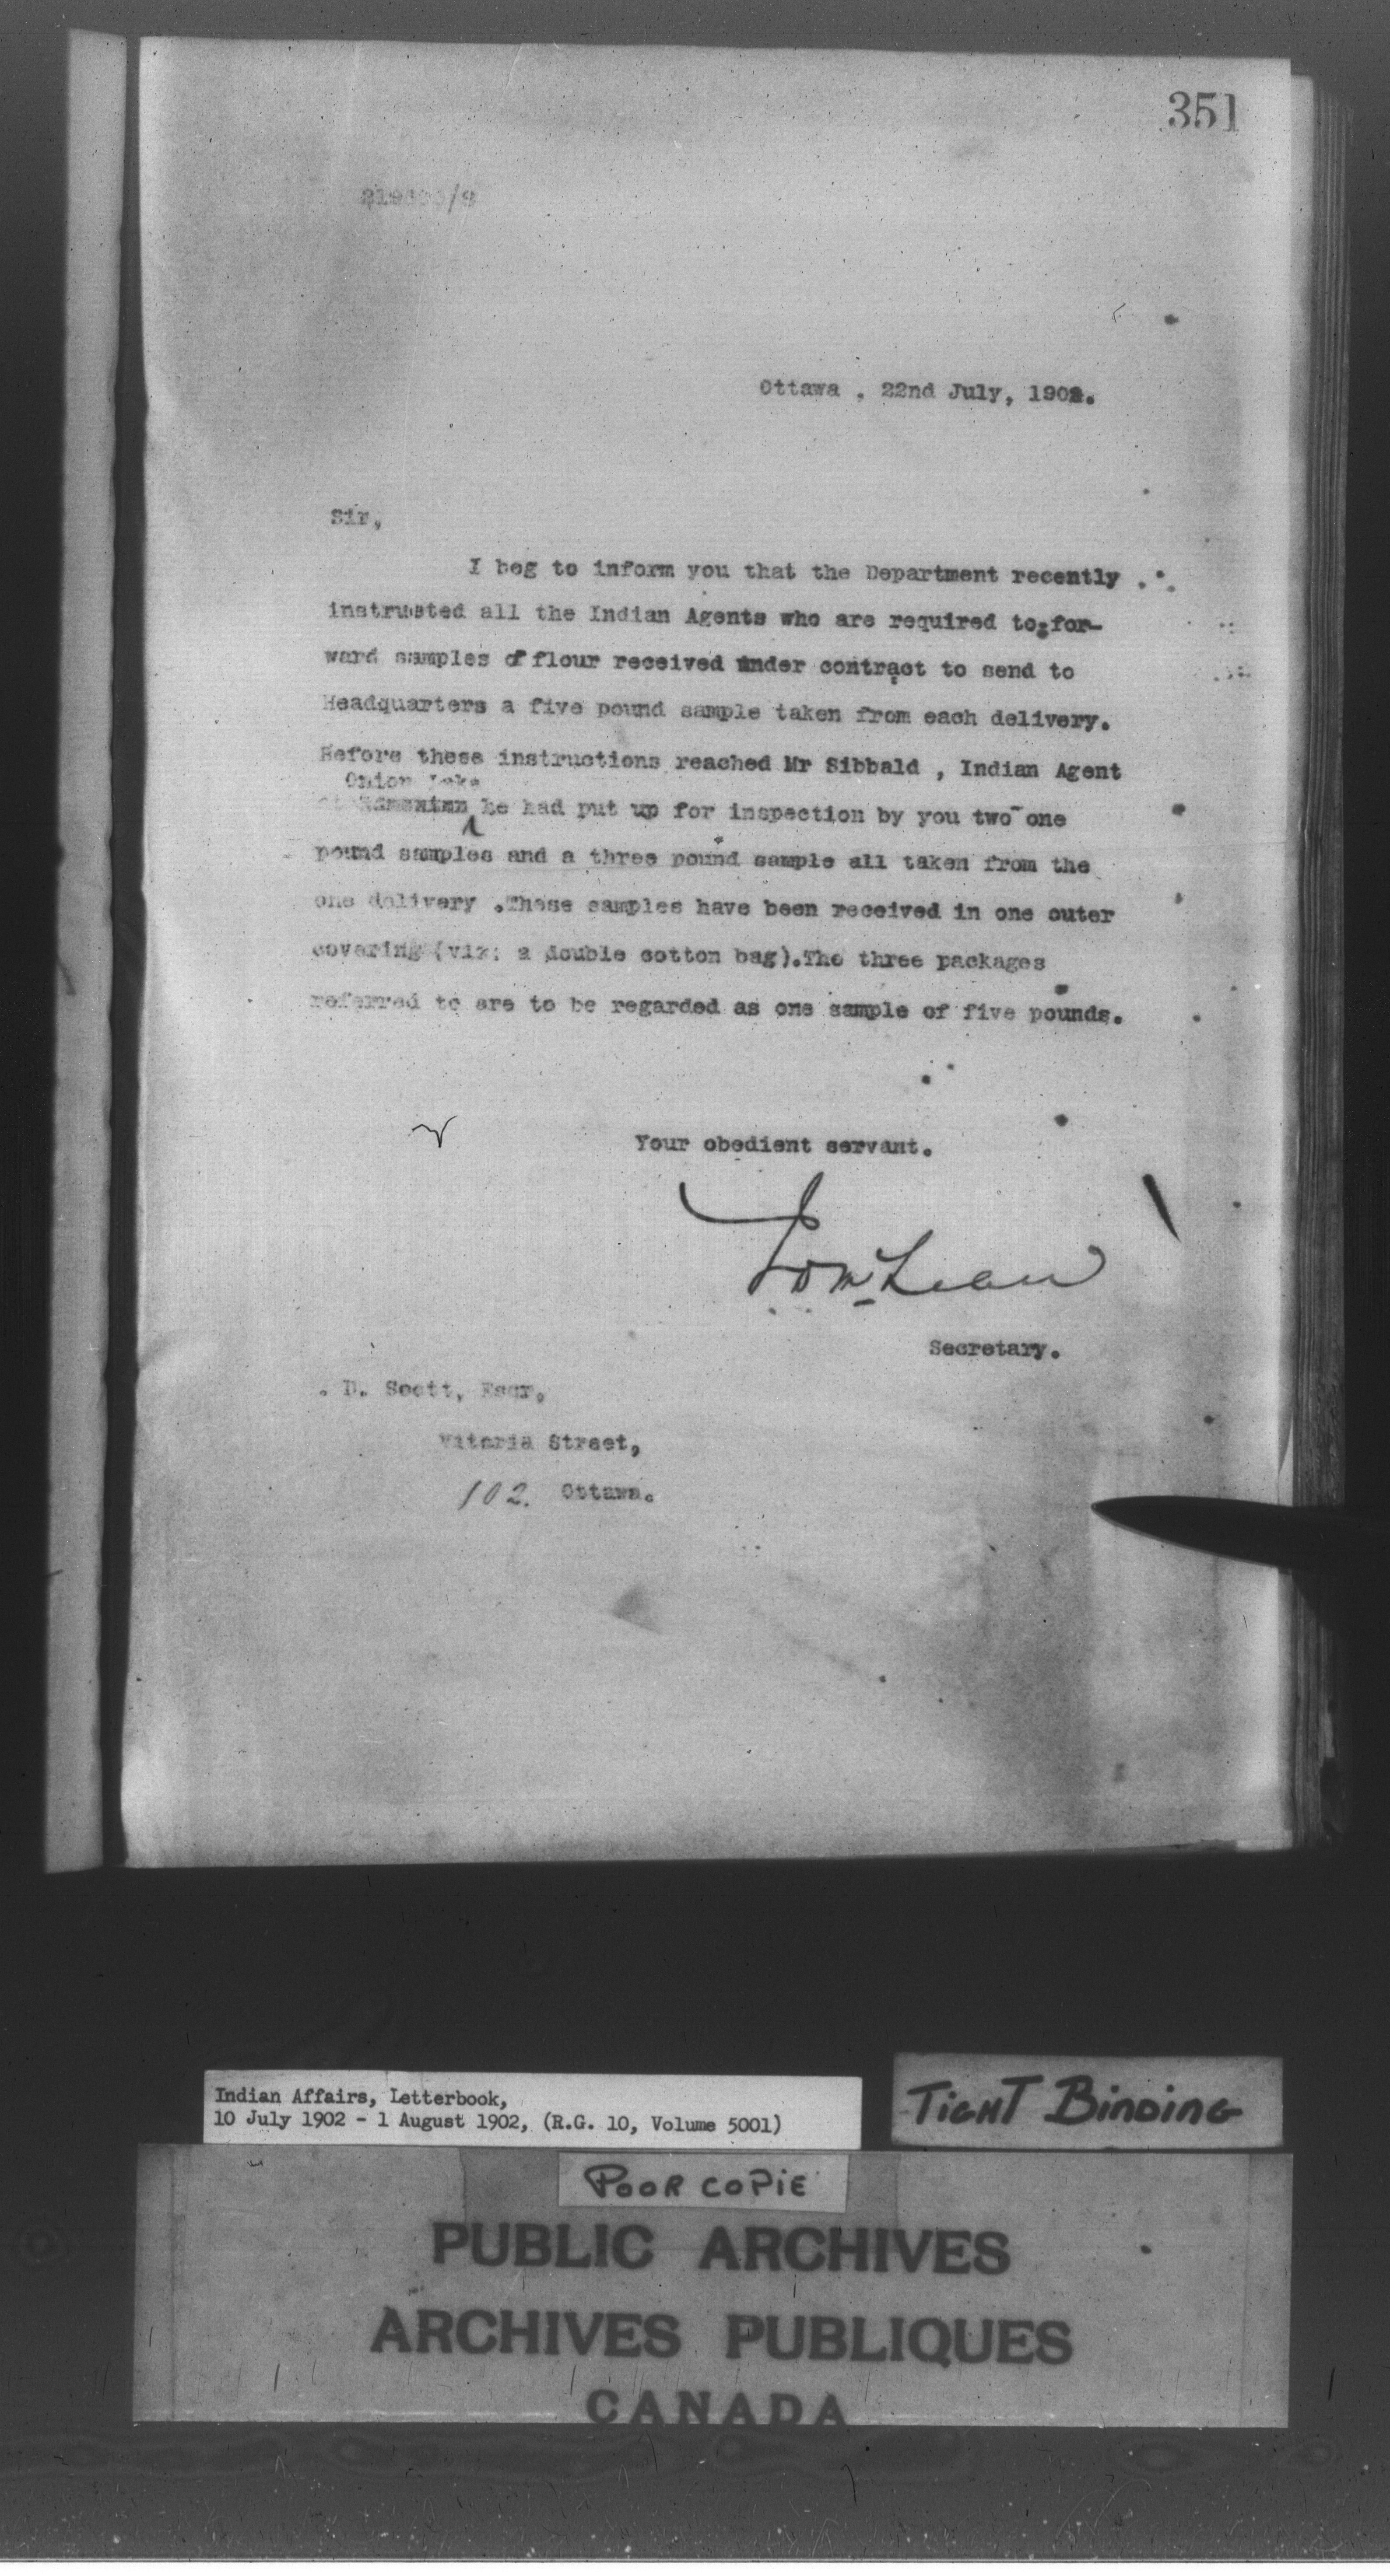 351
Ottawa . 22nd July, 1902.
Sir,
I beg to inform you that the Department recently
instructed all the Indian Agents who are required to for-
ward samples of flour received under contract to send to
Headquarters a five pound sample taken from each delivery.
Before these instructions reached Mr Sibbald , Indian Agent
Onion Lake
at he had put up for inspection by you two one
pound samples and a three pound sample all taken from the
one delivery .These samples have been received in one outer
covering (viz: a double cotton bag).The three packages
referred to are to be regarded as one sample of five pounds.
Your obedient servant.
J D McLean
Secretary.
. D. Scott, Esqr,
Street,
102. Ottawa.
Indian Affairs, Letterbook,
10 July 1902 - 1 August 1902, (R.G. 10, Volume 5001)
TIGHT BINDING
POOR COPIE
PUBLIC ARCHIVES
ARCHIVES PUBLIQUES
CANADA